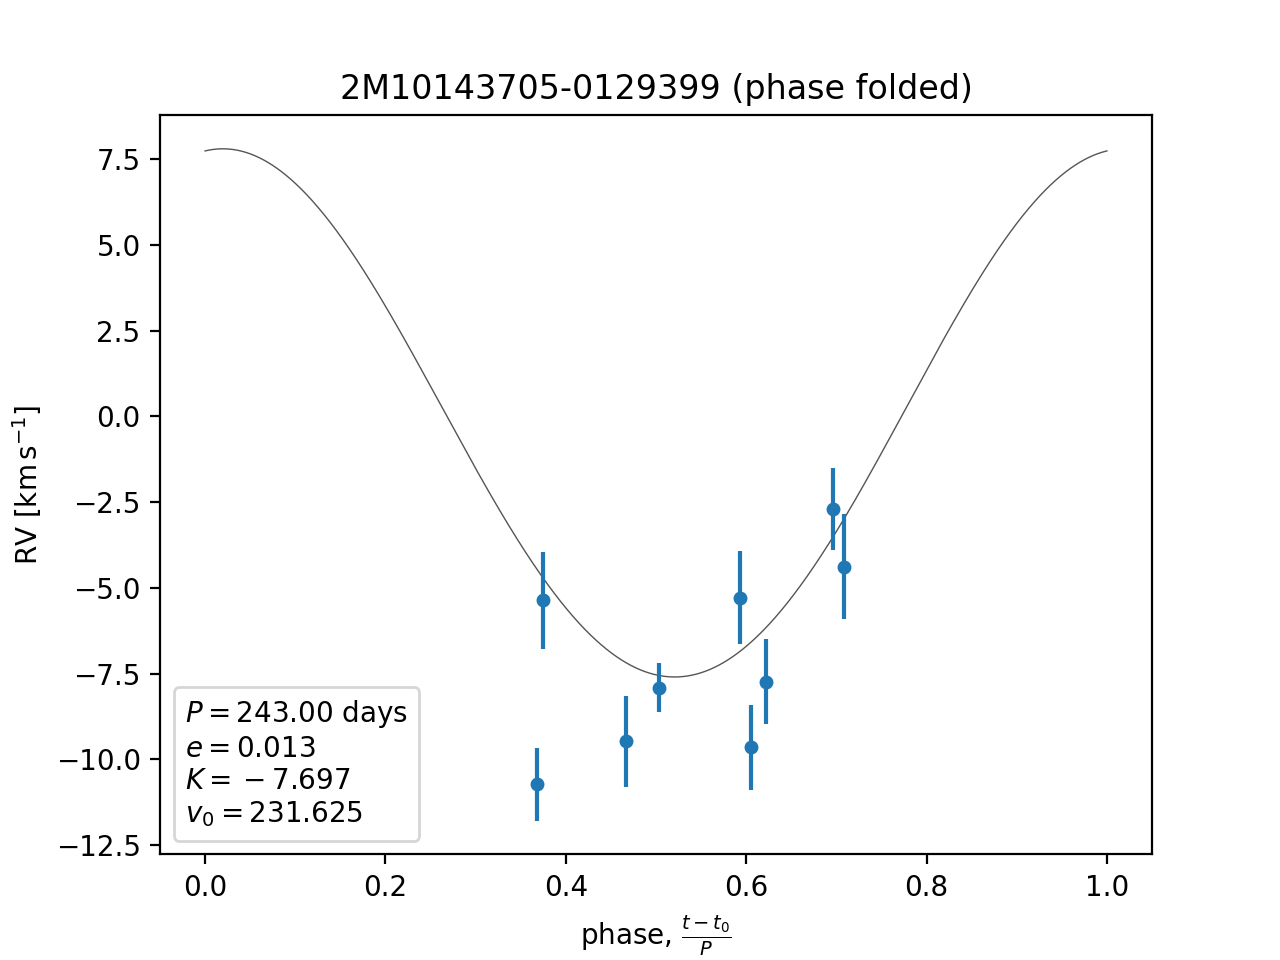 2M10143705-0129399 (phase folded)
7.5
5.0
2.5
0.0
−2.5
−5.0
−7.5
−10.0
−12.5
RV [km s⁻¹]
P = 243.00 days
e = 0.013
K = −7.697
v₀ = 231.625
0.0 0.2 0.4 0.6 0.8 1.0
phase, (t − t₀)/P